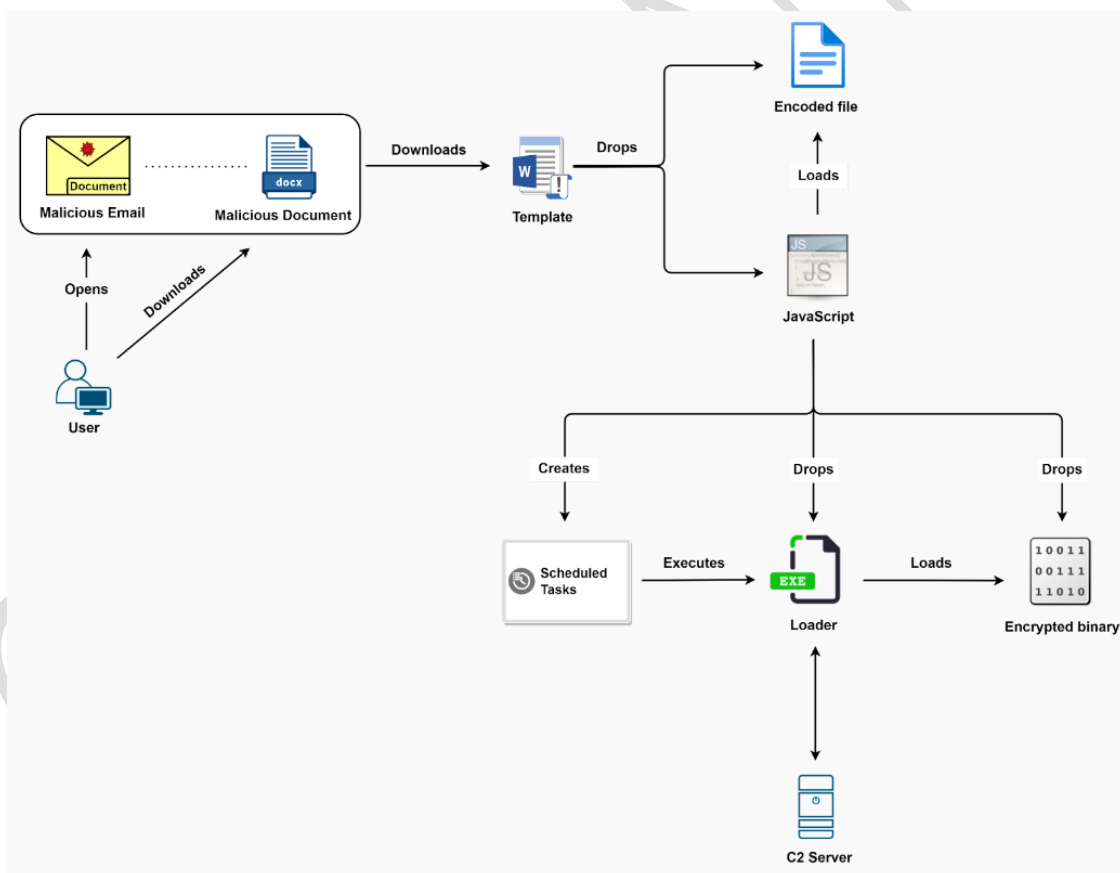 Encoded file
Document
docx
Malicious Email
Malicious Document
Downloads
W
!
Template
Drops
Loads
JS
JS
JavaScript
Opens
Downloads
User
Creates
Drops
Drops
Scheduled
Tasks
Executes
EXE
Loader
Loads
10011
00111
11010
Encrypted binary
C2 Server